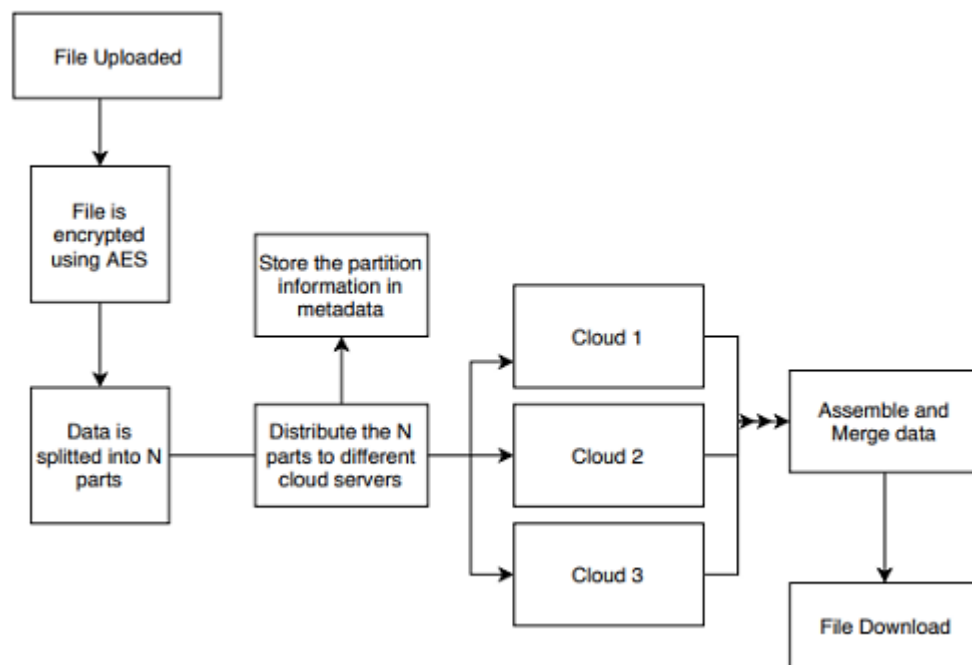 File Uploaded
File is
encrypted
using AES
Data is
splitted into N
parts
Store the partition
information in
metadata
Distribute the N
parts to different
cloud servers
Cloud 1
Cloud 2
Cloud 3
Assemble and
Merge data
File Download